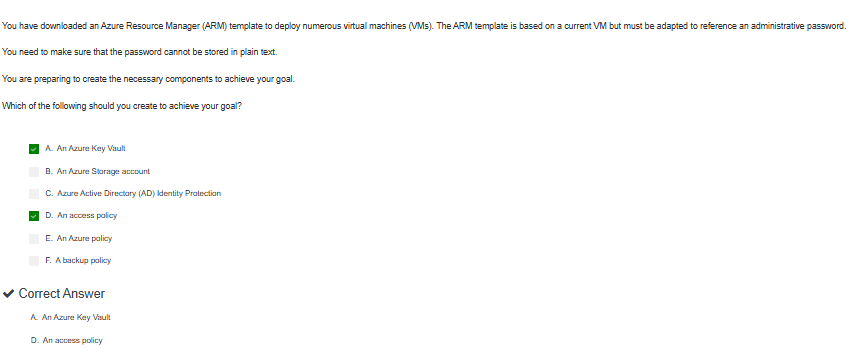 You have downloaded an Azure Resource Manager (ARM) template to deploy numerous virtual machines (VMs). The ARM template is based on a current VM but must be adapted to reference an administrative password.
You need to make sure that the password cannot be stored in plain text.
You are preparing to create the necessary components to achieve your goal.
Which of the following should you create to achieve your goal?
A. An Azure Key Vault
B. An Azure Storage account
C. Azure Active Directory (AD) Identity Protection
D. An access policy
E. An Azure policy
F. A backup policy
Correct Answer
A. An Azure Key Vault
D. An access policy